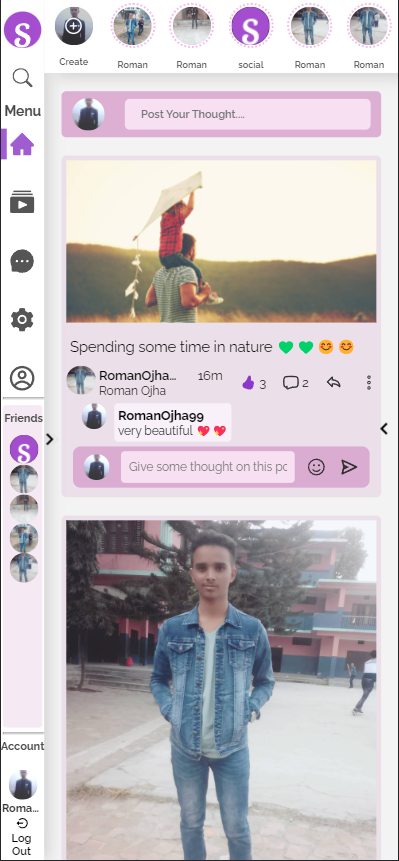 S
Create
Roman
Roman
S
social
Roman
Roman
Menu
Post Your Thought....
Spending some time in nature 💚 💚 😊 😊
RomanOjha... 16m
Roman Ojha
3
2
RomanOjha99
very beautiful 💖 💖
Give some thought on this po
Friends
S
Account
Roma...
Log
Out